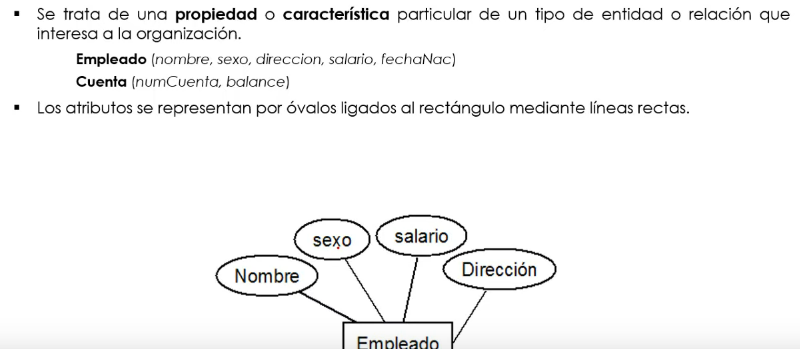 ▪ Se trata de una propiedad o característica particular de un tipo de entidad o relación que
interesa a la organización.
Empleado (nombre, sexo, direccion, salario, fechaNac)
Cuenta (numCuenta, balance)
▪ Los atributos se representan por óvalos ligados al rectángulo mediante líneas rectas.
sexo
salario
Nombre
Dirección
Empleado